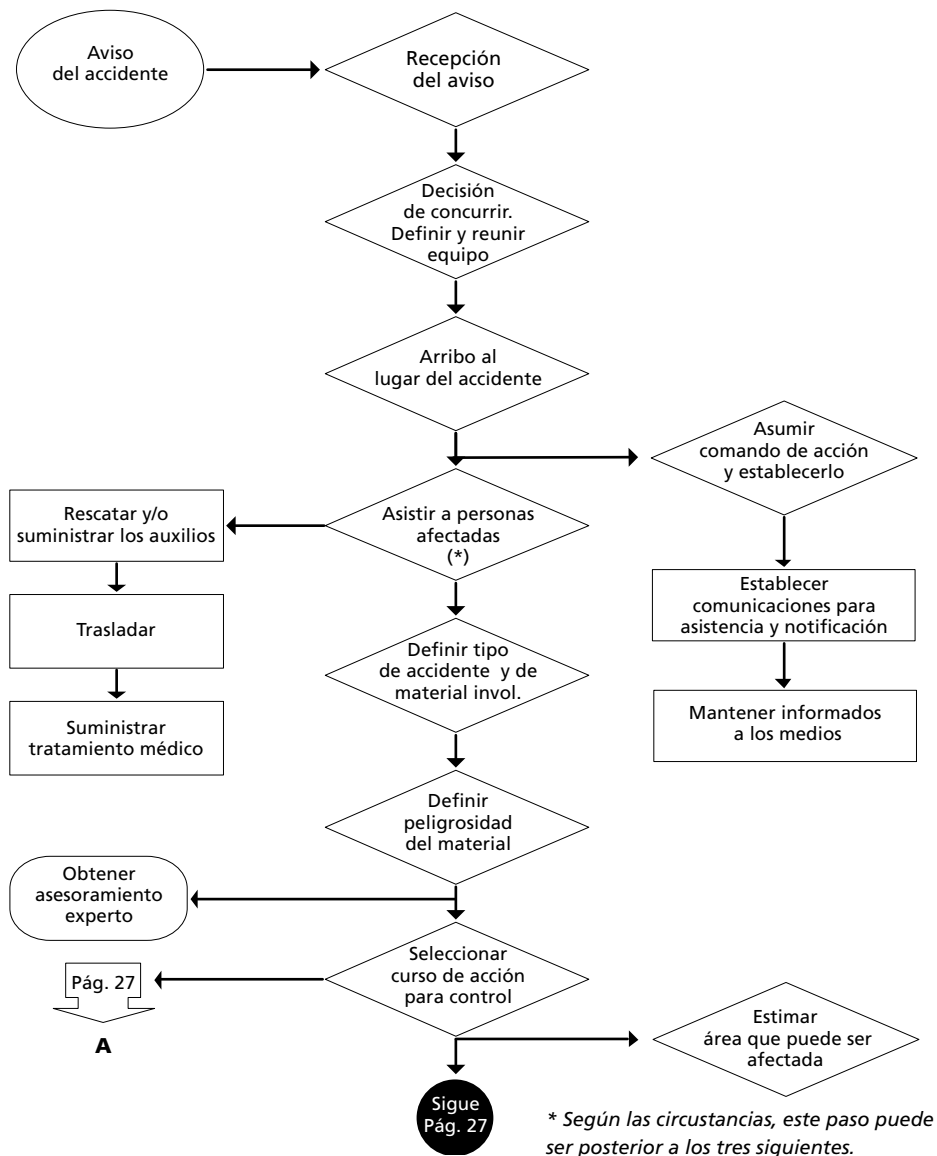 Aviso
del accidente
Recepción
del aviso
Decisión
de concurrir.
Definir y reunir
equipo
Arribo al
lugar del accidente
Asumir
comando de acción
y establecerlo
Rescatar y/o
suministrar los auxilios
Asistir a personas
afectadas
(*)
Establecer
comunicaciones para
asistencia y notificación
Trasladar
Definir tipo
de accidente y de
material invol.
Mantener informados
a los medios
Suministrar
tratamiento médico
Definir
peligrosidad
del material
Obtener
asesoramiento
experto
Seleccionar
curso de acción
para control
Pág. 27
A
Estimar
área que puede ser
afectada
Sigue
Pág. 27
* Según las circustancias, este paso puede
ser posterior a los tres siguientes.